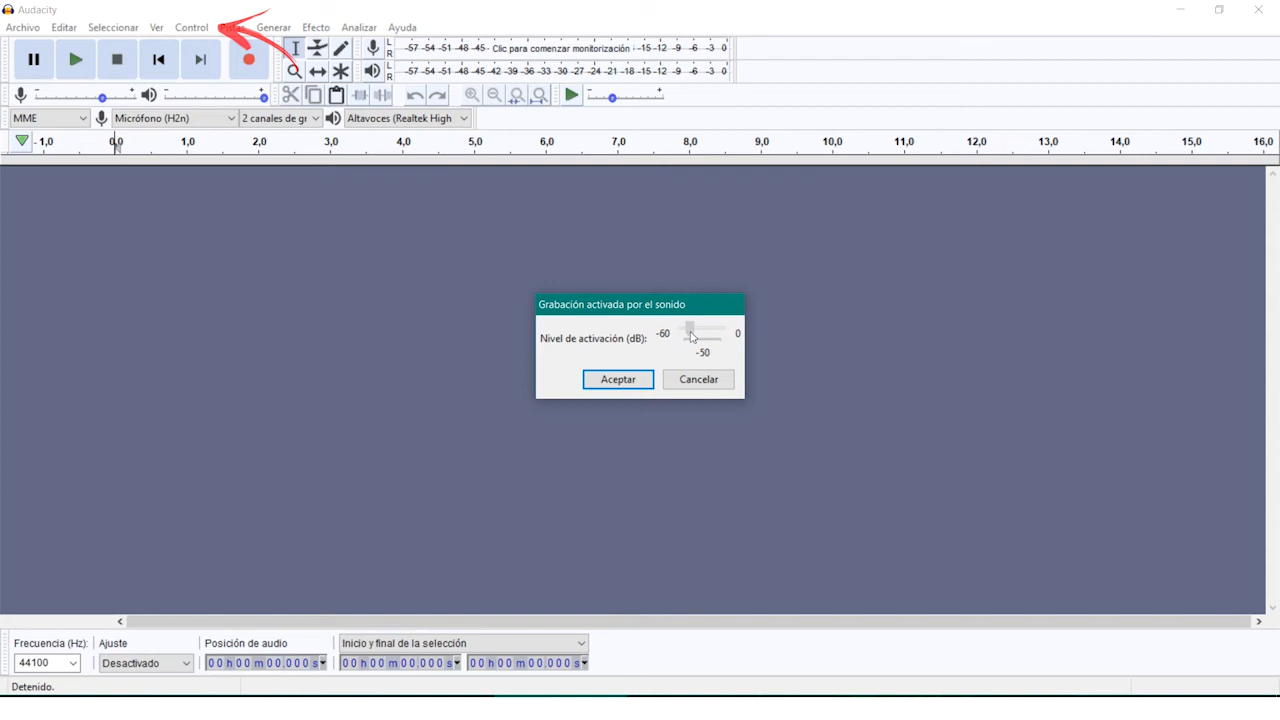 Audacity
Archivo Editar Seleccionar Ver Control Pistas Generar Efecto Analizar Ayuda
L -57 -54 -51 -48 -45 - Clic para comenzar monitorización -15 -12 -9 -6 -3 0
R
L -57 -54 -51 -48 -45 -42 -39 -36 -33 -30 -27 -24 -21 -18 -15 -12 -9 -6 -3 0
R
- + - +
- +
MME Micrófono (H2n) 2 canales de gr Altavoces (Realtek High
- 1,0 0,0 1,0 2,0 3,0 4,0 5,0 6,0 7,0 8,0 9,0 10,0 11,0 12,0 13,0 14,0 15,0 16,0
Grabación activada por el sonido
Nivel de activación (dB): -60 0
-50
Aceptar Cancelar
Frecuencia (Hz): Ajuste Posición de audio Inicio y final de la selección
44100 Desactivado 00 h 00 m 00.000 s 00 h 00 m 00.000 s 00 h 00 m 00.000 s
Detenido.